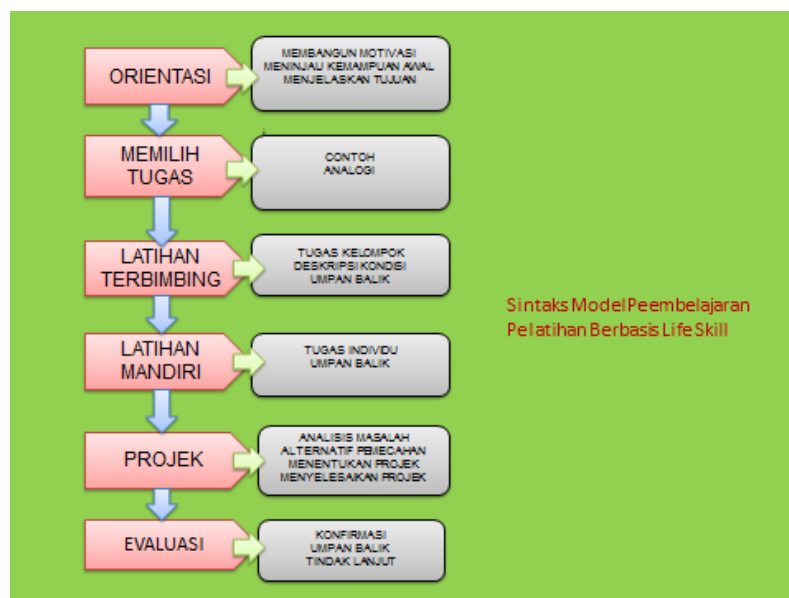 ORIENTASI
MEMBANGUN MOTIVASI
MENINJAU KEMAMPUAN AWAL
MENJELASKAN TUJUAN
MEMILIH
TUGAS
CONTOH
ANALOGI
LATIHAN
TERBIMBING
TUGAS KELOMPOK
DESKRIPSI KONDISI
UMPAN BALIK
LATIHAN
MANDIRI
TUGAS INDIVIDU
UMPAN BALIK
PROJEK
ANALISIS MASALAH
ALTERNATIF PEMECAHAN
MENENTUKAN PROJEK
MENYELESAIKAN PROJEK
EVALUASI
KONFIRMASI
UMPAN BALIK
TINDAK LANJUT
Sintaks Model Peembelajaran
Pelatihan Berbasis Life Skill